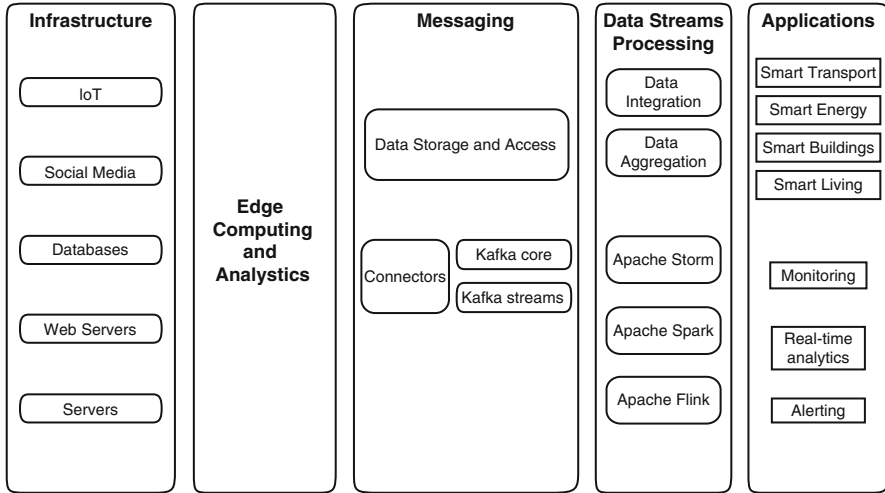 Infrastructure
IoT
Social Media
Databases
Web Servers
Servers
Edge
Computing
and
Analystics
Messaging
Data Storage and Access
Connectors
Kafka core
Kafka streams
Data Streams
Processing
Data
Integration
Data
Aggregation
Apache Storm
Apache Spark
Apache Flink
Applications
Smart Transport
Smart Energy
Smart Buildings
Smart Living
Monitoring
Real-time
analytics
Alerting